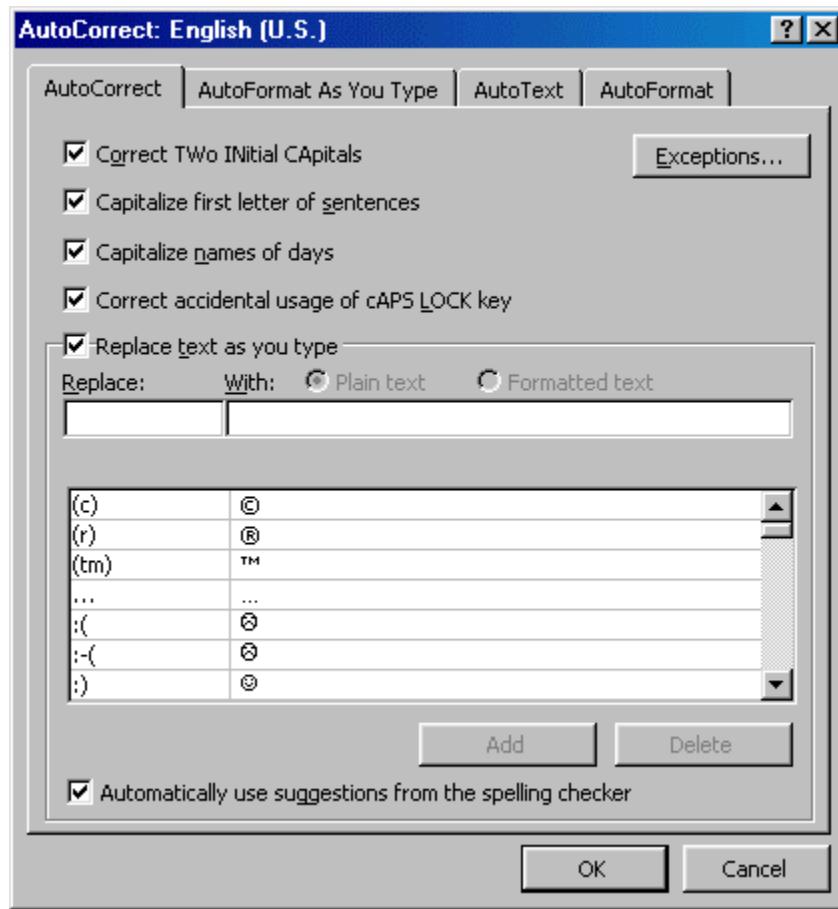 AutoCorrect: English (U.S.)
AutoCorrect AutoFormat As You Type AutoText AutoFormat
Correct TWo INitial CApitals Exceptions...
Capitalize first letter of sentences
Capitalize names of days
Correct accidental usage of cAPS LOCK key
Replace text as you type
Replace: With: Plain text Formatted text
(c) ©
(r) ®
(tm) ™
... ...
:( ☹
:-( ☹
:) ☺
Add Delete
Automatically use suggestions from the spelling checker
OK Cancel